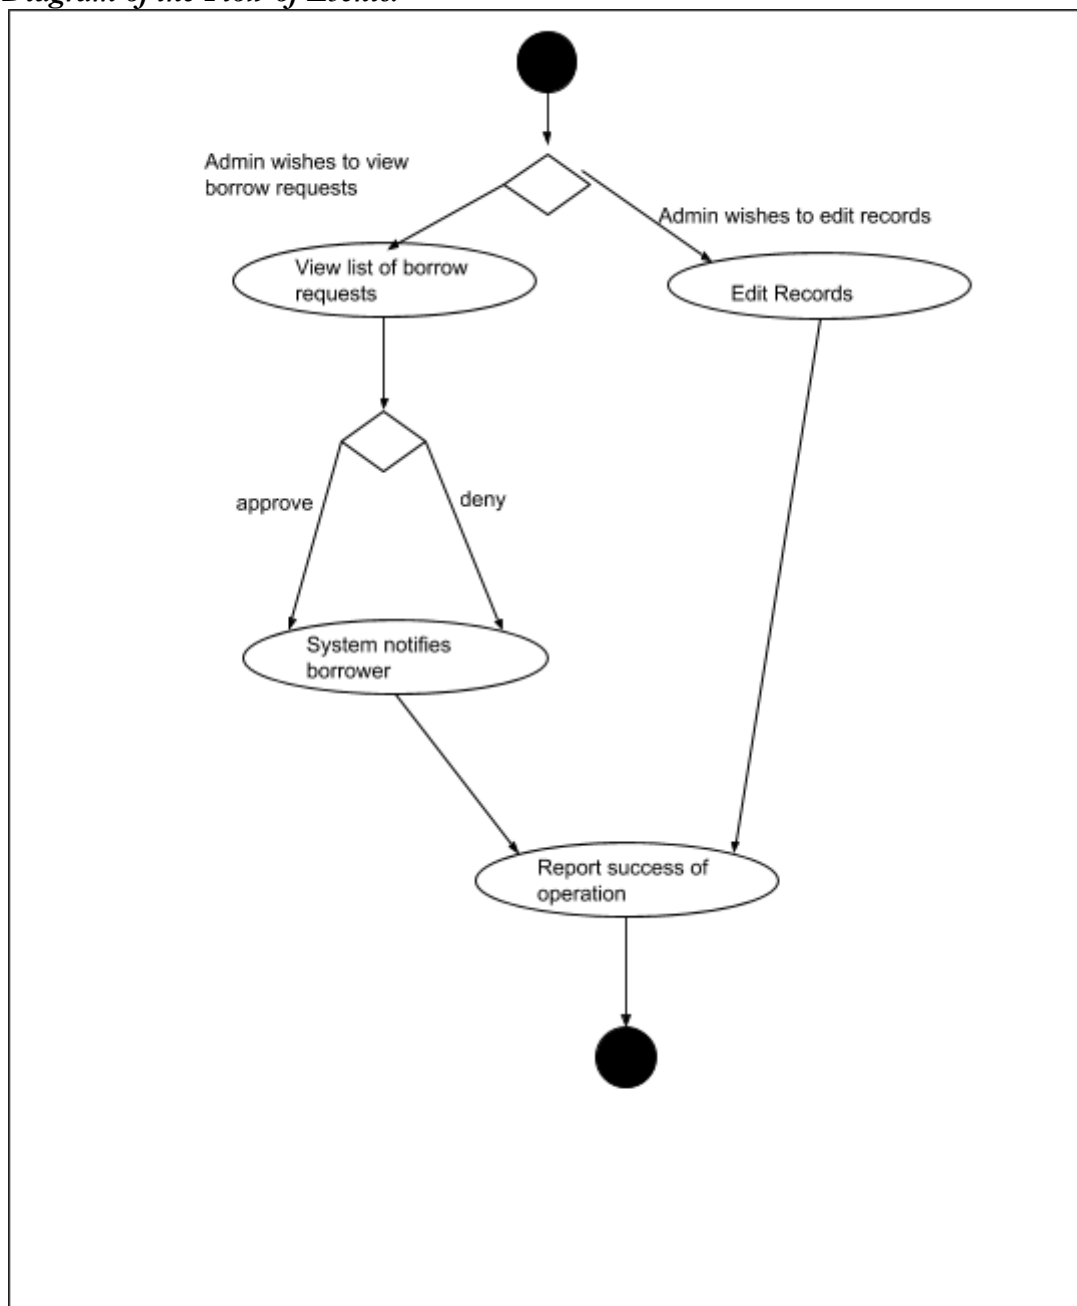 Diagram of the Flow of Events:
Admin wishes to view
borrow requests
Admin wishes to edit records
View list of borrow
requests
Edit Records
approve
deny
System notifies
borrower
Report success of
operation